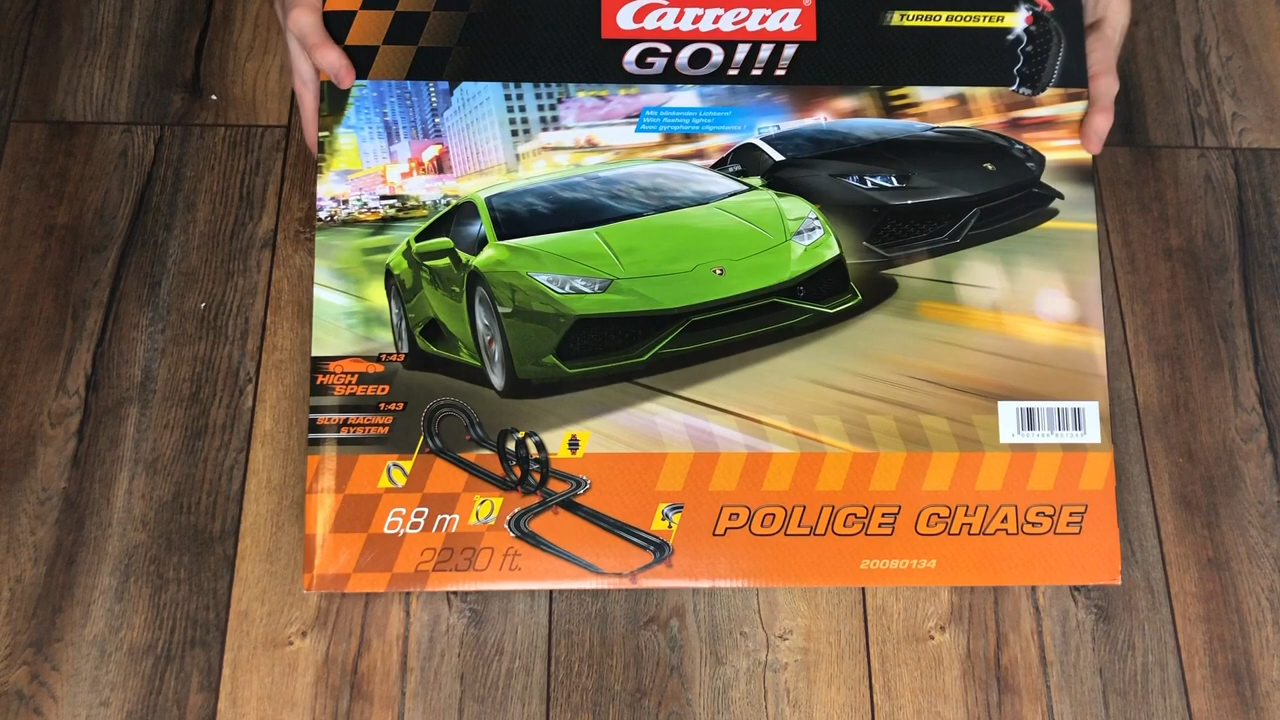 Carrera®
GO!!!
TURBO BOOSTER
Mit blinkenden Lichtern!
With flashing lights!
Avec gyrophares clignotants !
1:43
HIGH
SPEED
1:43
SLOT RACING
SYSTEM
6,8 m
22.30 ft.
POLICE CHASE
20080134